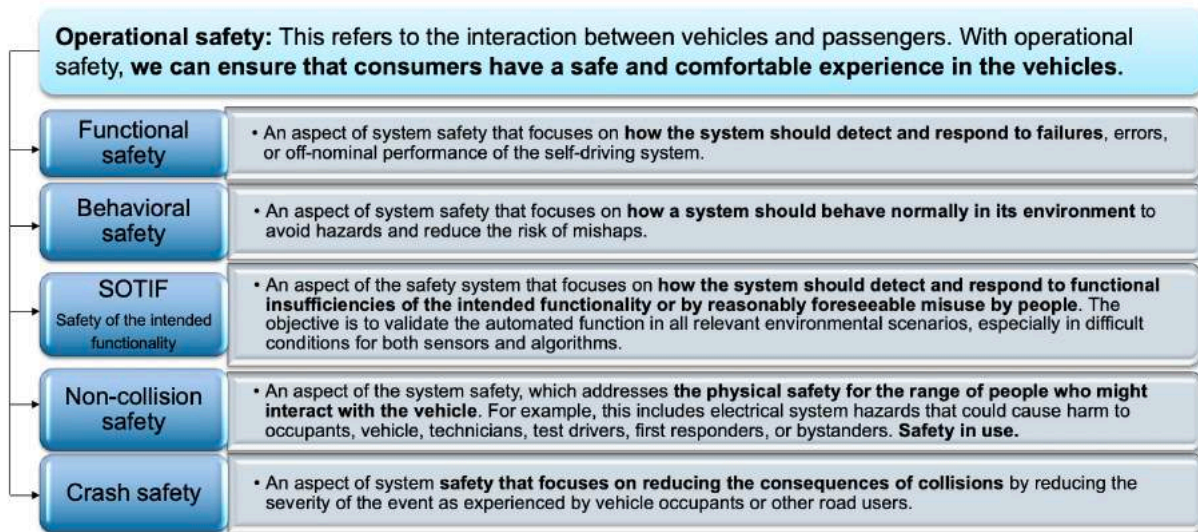 Operational safety: This refers to the interaction between vehicles and passengers. With operational
safety, we can ensure that consumers have a safe and comfortable experience in the vehicles.
Functional
safety
• An aspect of system safety that focuses on how the system should detect and respond to failures, errors,
or off-nominal performance of the self-driving system.
Behavioral
safety
• An aspect of system safety that focuses on how a system should behave normally in its environment to
avoid hazards and reduce the risk of mishaps.
SOTIF
Safety of the intended
functionality
• An aspect of the safety system that focuses on how the system should detect and respond to functional
insufficiencies of the intended functionality or by reasonably foreseeable misuse by people. The
objective is to validate the automated function in all relevant environmental scenarios, especially in difficult
conditions for both sensors and algorithms.
Non-collision
safety
• An aspect of the system safety, which addresses the physical safety for the range of people who might
interact with the vehicle. For example, this includes electrical system hazards that could cause harm to
occupants, vehicle, technicians, test drivers, first responders, or bystanders. Safety in use.
Crash safety
• An aspect of system safety that focuses on reducing the consequences of collisions by reducing the
severity of the event as experienced by vehicle occupants or other road users.